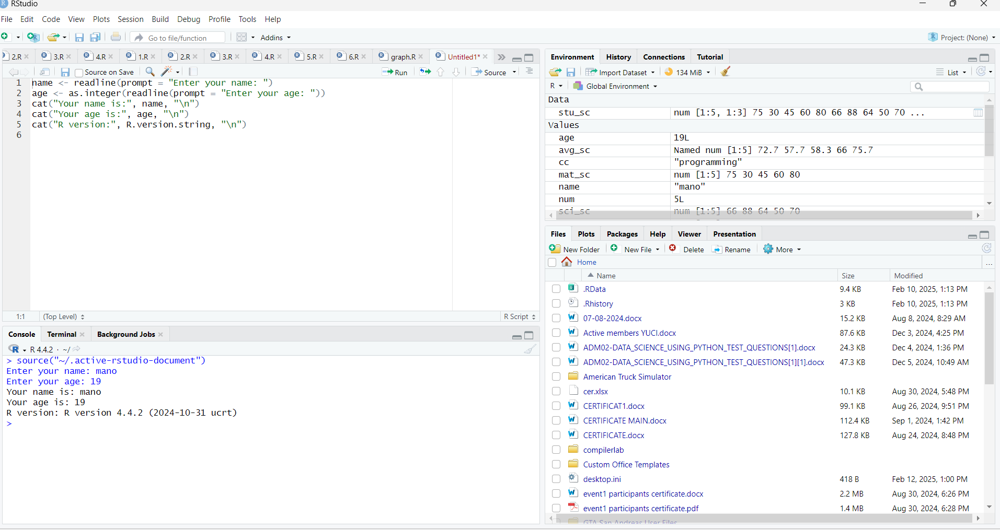 RStudio
File Edit Code View Plots Session Build Debug Profile Tools Help
Go to file/function Addins Project: (None)
2.R 3.R 4.R 1.R 2.R 3.R 4.R 5.R 6.R graph.R Untitled1*
Source on Save Run Source
1 name <- readline(prompt = "Enter your name: ")
2 age <- as.integer(readline(prompt = "Enter your age: "))
3 cat("Your name is:", name, "\n")
4 cat("Your age is:", age, "\n")
5 cat("R version:", R.version.string, "\n")
6
1:1 (Top Level) R Script
Console Terminal Background Jobs
R 4.4.2 · ~/
> source("~/.active-rstudio-document")
Enter your name: mano
Enter your age: 19
Your name is: mano
Your age is: 19
R version: R version 4.4.2 (2024-10-31 ucrt)
>
Environment History Connections Tutorial
Import Dataset 134 MiB List
R Global Environment
Data
stu_sc num [1:5, 1:3] 75 30 45 60 80 66 88 64 50 70 ...
Values
age 19L
avg_sc Named num [1:5] 72.7 57.7 58.3 66 75.7
cc "programming"
mat_sc num [1:5] 75 30 45 60 80
name "mano"
num 5L
sci_sc num [1:5] 66 88 64 50 70
Files Plots Packages Help Viewer Presentation
New Folder New File Delete Rename More
Home ...
Name Size Modified
.RData 9.4 KB Feb 10, 2025, 1:13 PM
.Rhistory 3 KB Feb 10, 2025, 1:13 PM
07-08-2024.docx 15.2 KB Aug 8, 2024, 8:29 AM
Active members YUCI.docx 87.6 KB Dec 3, 2024, 4:25 PM
ADM02-DATA_SCIENCE_USING_PYTHON_TEST_QUESTIONS[1].docx 24.3 KB Dec 4, 2024, 1:36 PM
ADM02-DATA_SCIENCE_USING_PYTHON_TEST_QUESTIONS[1][1].docx 47.3 KB Dec 5, 2024, 10:49 AM
American Truck Simulator
cer.xlsx 10.1 KB Aug 30, 2024, 5:48 PM
CERTIFICAT1.docx 99.1 KB Aug 26, 2024, 9:51 PM
CERTIFICATE MAIN.docx 112.4 KB Sep 1, 2024, 1:42 PM
CERTIFICATE.docx 127.8 KB Aug 24, 2024, 8:48 PM
compilerlab
Custom Office Templates
desktop.ini 418 B Feb 12, 2025, 1:00 PM
event1 participants certificate.docx 2.2 MB Aug 30, 2024, 6:26 PM
event1 participants certificate.pdf 1.4 MB Aug 30, 2024, 6:28 PM
GTA San Andreas User Files